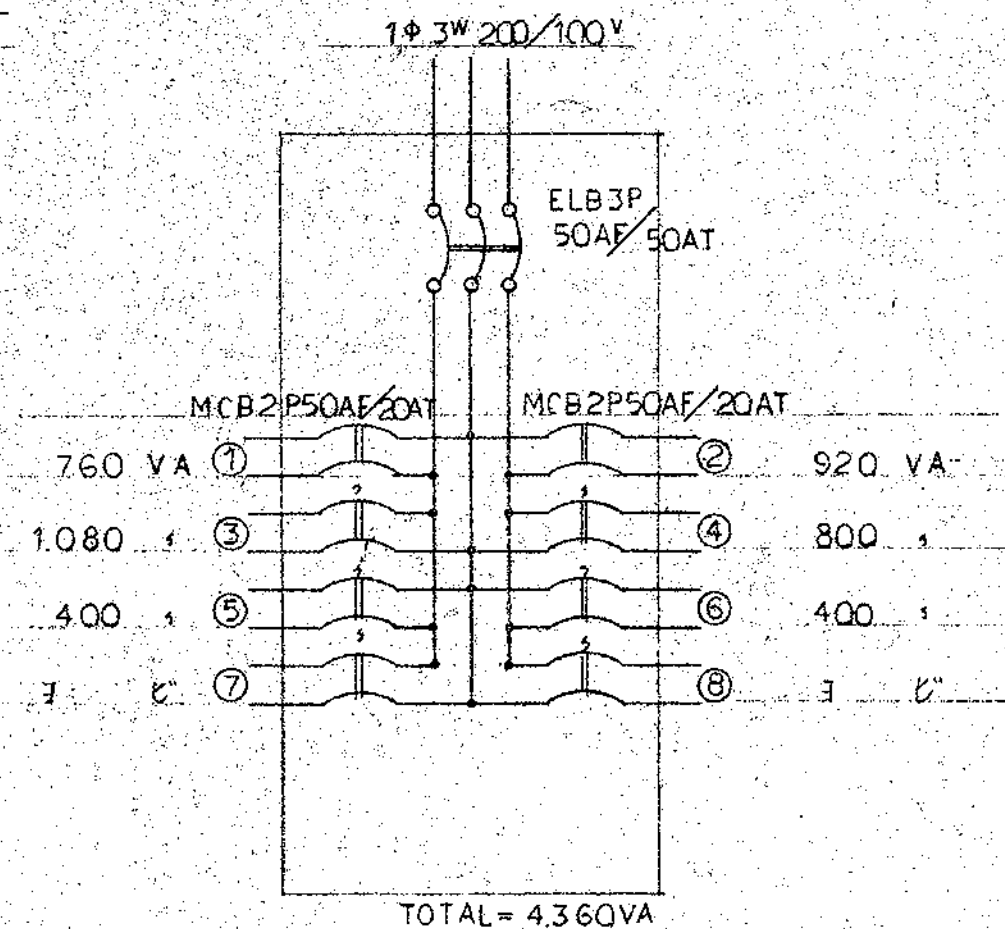 1Φ 3W 200/100V
ELB3P
50AF/50AT
MCB2P50AF/20AT MCB2P50AF/20AT
760 VA ① ② 920 VA
1.080 〃 ③ 〃 〃 ④ 800 〃
400 〃 ⑤ 〃 〃 ⑥ 400 〃
ヨ ビ ⑦ 〃 〃 ⑧ ヨ ビ
TOTAL= 4.360VA